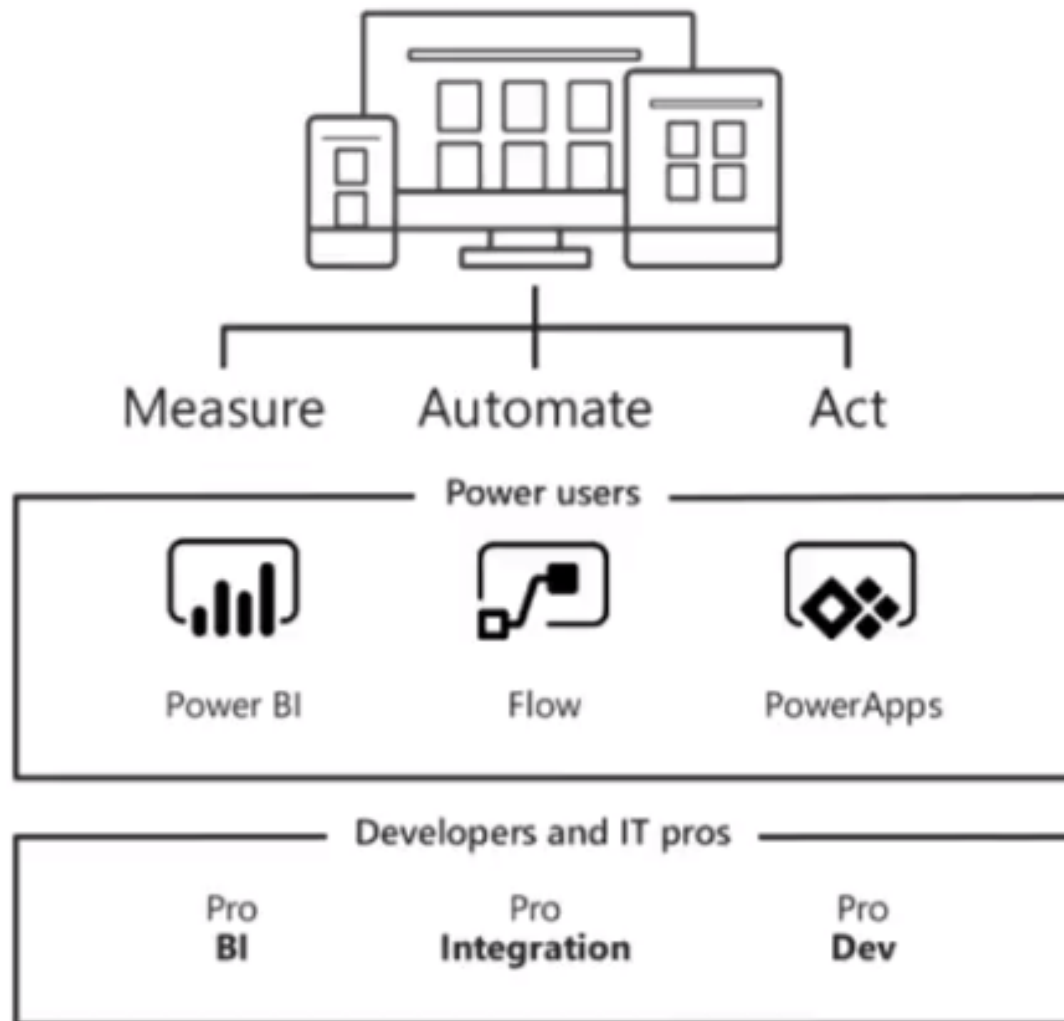 Measure Automate Act
Power users
Power BI Flow PowerApps
Developers and IT pros
Pro Pro Pro
BI Integration Dev